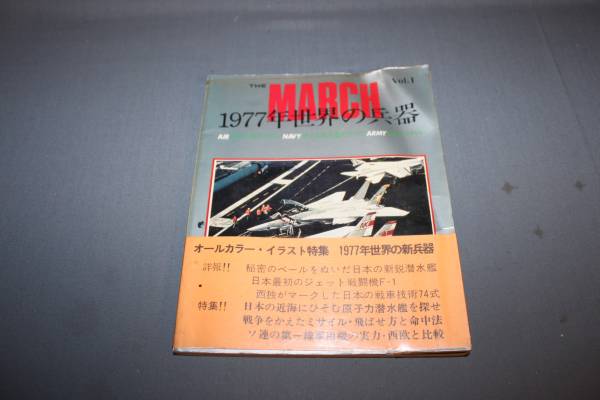 THE
MARCH
Vol.1
1977年世界の兵器
AIR NAVY ARMY
オールカラー・イラスト特集 1977年世界の新兵器
詳報!! 秘密のベールをぬいだ日本の新鋭潜水艦
日本最初のジェット戦闘機F-1
西独がマークした日本の戦車技術74式
特集!! 日本の近海にひそむ原子力潜水艦を探せ
戦争をかえたミサイル・飛ばせ方と命中法
ソ連の第一線軍用機の実力・西欧と比較